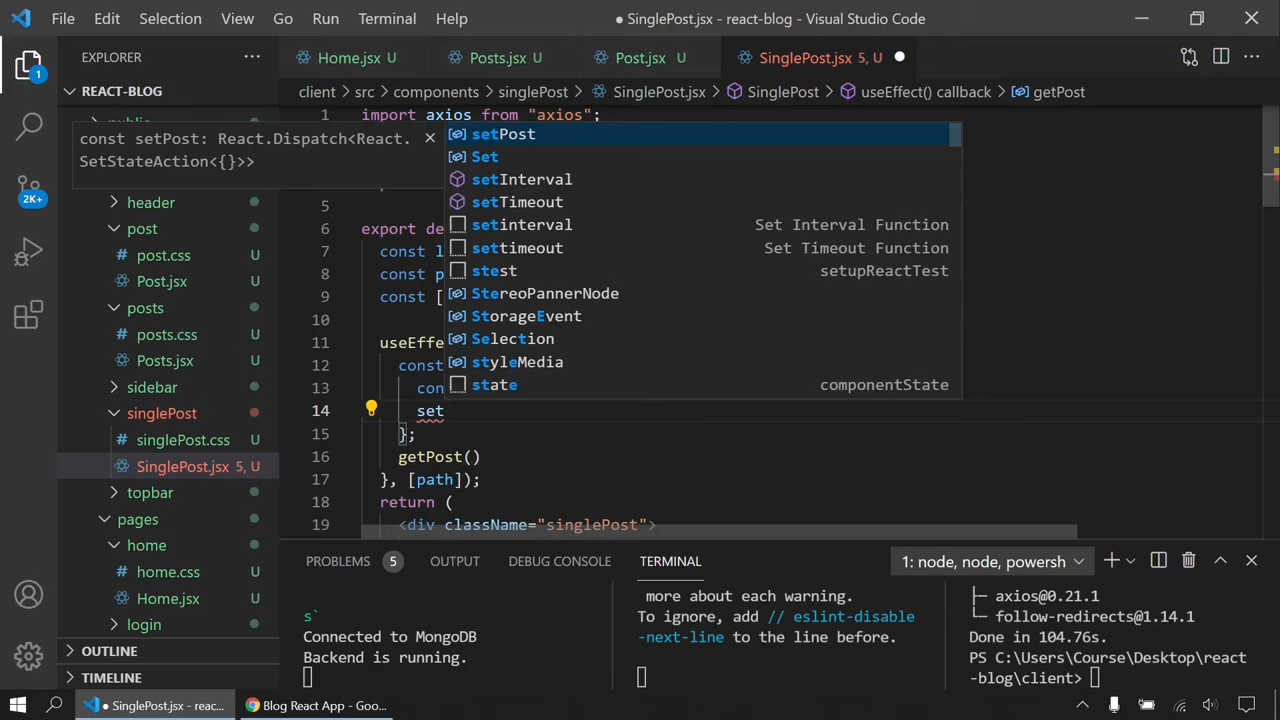 File Edit Selection View Go Run Terminal Help
● SinglePost.jsx - react-blog - Visual Studio Code
EXPLORER
Home.jsx U
Posts.jsx U
Post.jsx U
SinglePost.jsx 5, U
1
REACT-BLOG
client > src > components > singlePost > SinglePost.jsx > SinglePost > useEffect() callback > getPost
public
header
post
post.css U
Post.jsx U
posts
posts.css U
Posts.jsx U
sidebar
singlePost
singlePost.css U
SinglePost.jsx 5, U
topbar
pages
home
home.css U
Home.jsx U
login
OUTLINE
TIMELINE
2K+
1 import axios from "axios";
const setPost: React.Dispatch<React.
SetStateAction<{}>>
setPost
Set
setInterval
setTimeout
setinterval Set Interval Function
settimeout Set Timeout Function
stest setupReactTest
StereoPannerNode
StorageEvent
Selection
styleMedia
state componentState
5
6 export de
7 const l
8 const p
9 const [
10
11 useEffe
12 const
13 con
14 set
15 };
16 getPost()
17 }, [path]);
18 return (
19 <div className="singlePost">
PROBLEMS 5 OUTPUT DEBUG CONSOLE TERMINAL
1: node, node, powersh
s`
Connected to MongoDB
Backend is running.
more about each warning.
To ignore, add // eslint-disable
-next-line to the line before.
├─ axios@0.21.1
└─ follow-redirects@1.14.1
Done in 104.76s.
PS C:\Users\Course\Desktop\react
-blog\client>
● SinglePost.jsx - reac...
Blog React App - Goo...